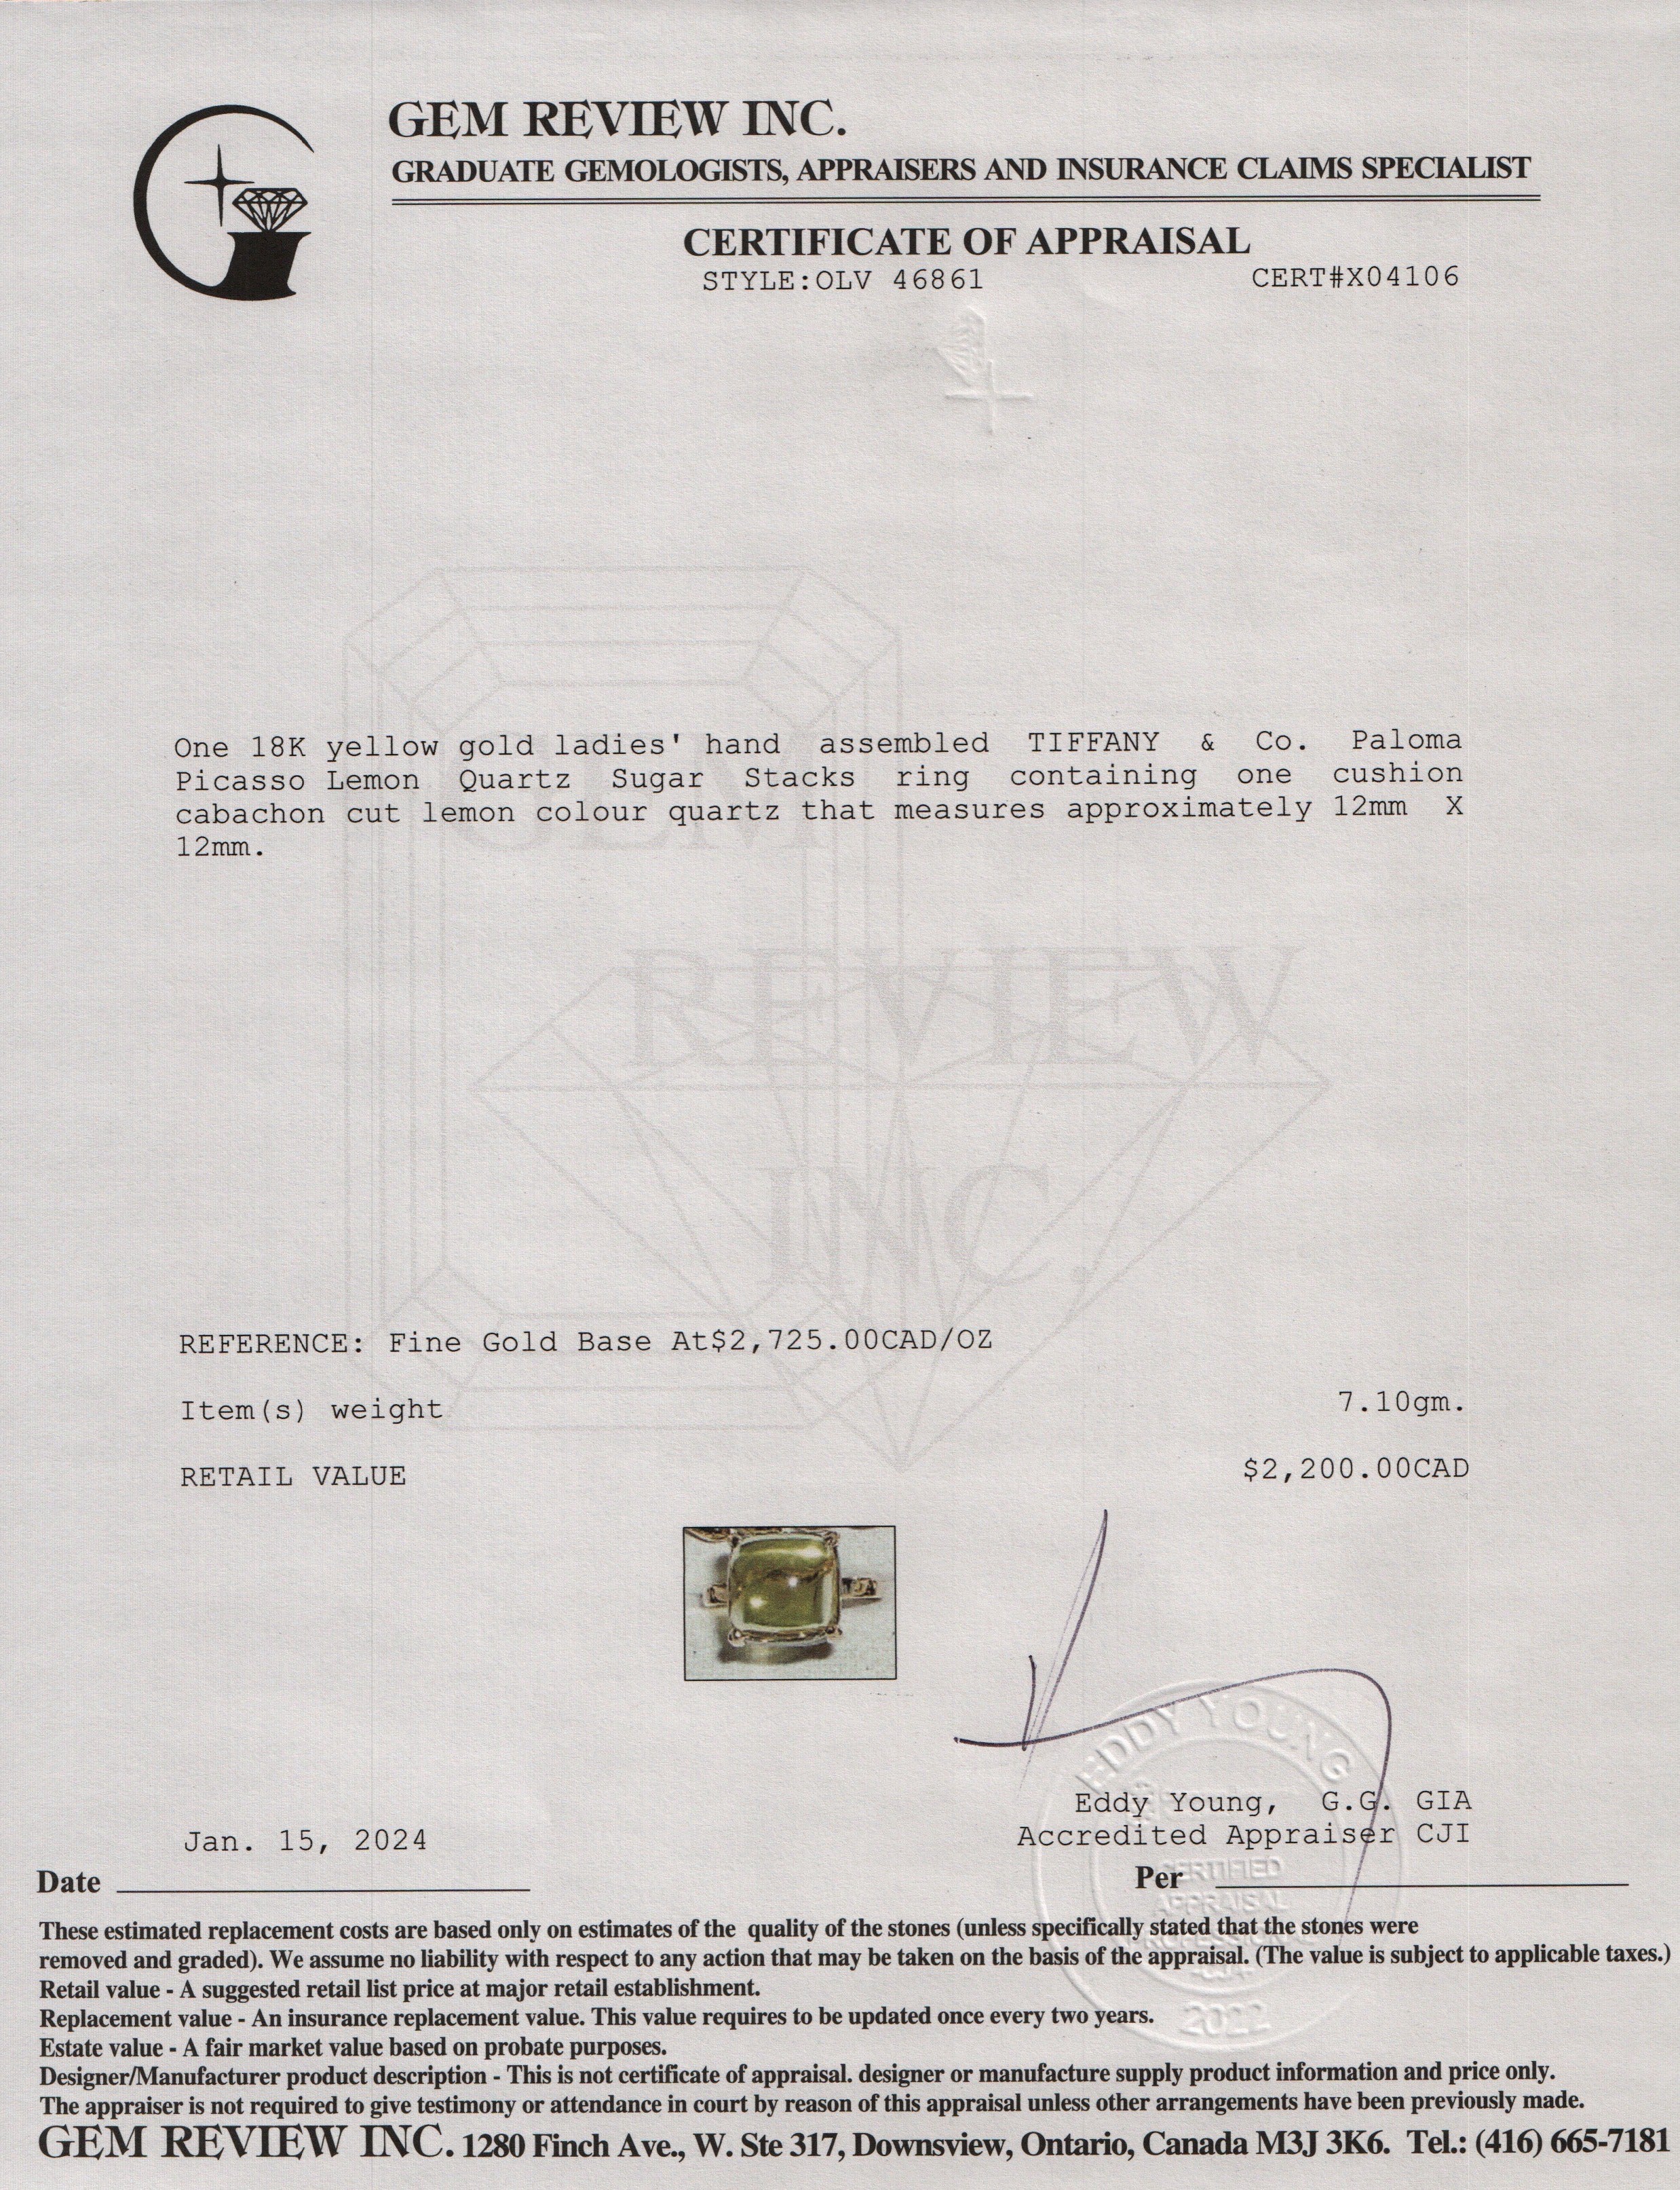 GEM REVIEW INC.
GRADUATE GEMOLOGISTS, APPRAISERS AND INSURANCE CLAIMS SPECIALIST
CERTIFICATE OF APPRAISAL
STYLE:OLV 46861 CERT#X04106
One 18K yellow gold ladies' hand assembled TIFFANY & Co. Paloma
Picasso Lemon Quartz Sugar Stacks ring containing one cushion
cabachon cut lemon colour quartz that measures approximately 12mm X
12mm.
GEM
REVIEW
INC.
REFERENCE: Fine Gold Base At$2,725.00CAD/OZ
Item(s) weight 7.10gm.
RETAIL VALUE $2,200.00CAD
EDDY YOUNG
Eddy Young, G.G. GIA
Jan. 15, 2024 Accredited Appraiser CJI
Date Per
CERTIFIED
APPRAISAL
PROFESSIONAL
2022
These estimated replacement costs are based only on estimates of the quality of the stones (unless specifically stated that the stones were
removed and graded). We assume no liability with respect to any action that may be taken on the basis of the appraisal. (The value is subject to applicable taxes.)
Retail value - A suggested retail list price at major retail establishment.
Replacement value - An insurance replacement value. This value requires to be updated once every two years.
Estate value - A fair market value based on probate purposes.
Designer/Manufacturer product description - This is not certificate of appraisal. designer or manufacture supply product information and price only.
The appraiser is not required to give testimony or attendance in court by reason of this appraisal unless other arrangements have been previously made.
GEM REVIEW INC. 1280 Finch Ave., W. Ste 317, Downsview, Ontario, Canada M3J 3K6. Tel.: (416) 665-7181